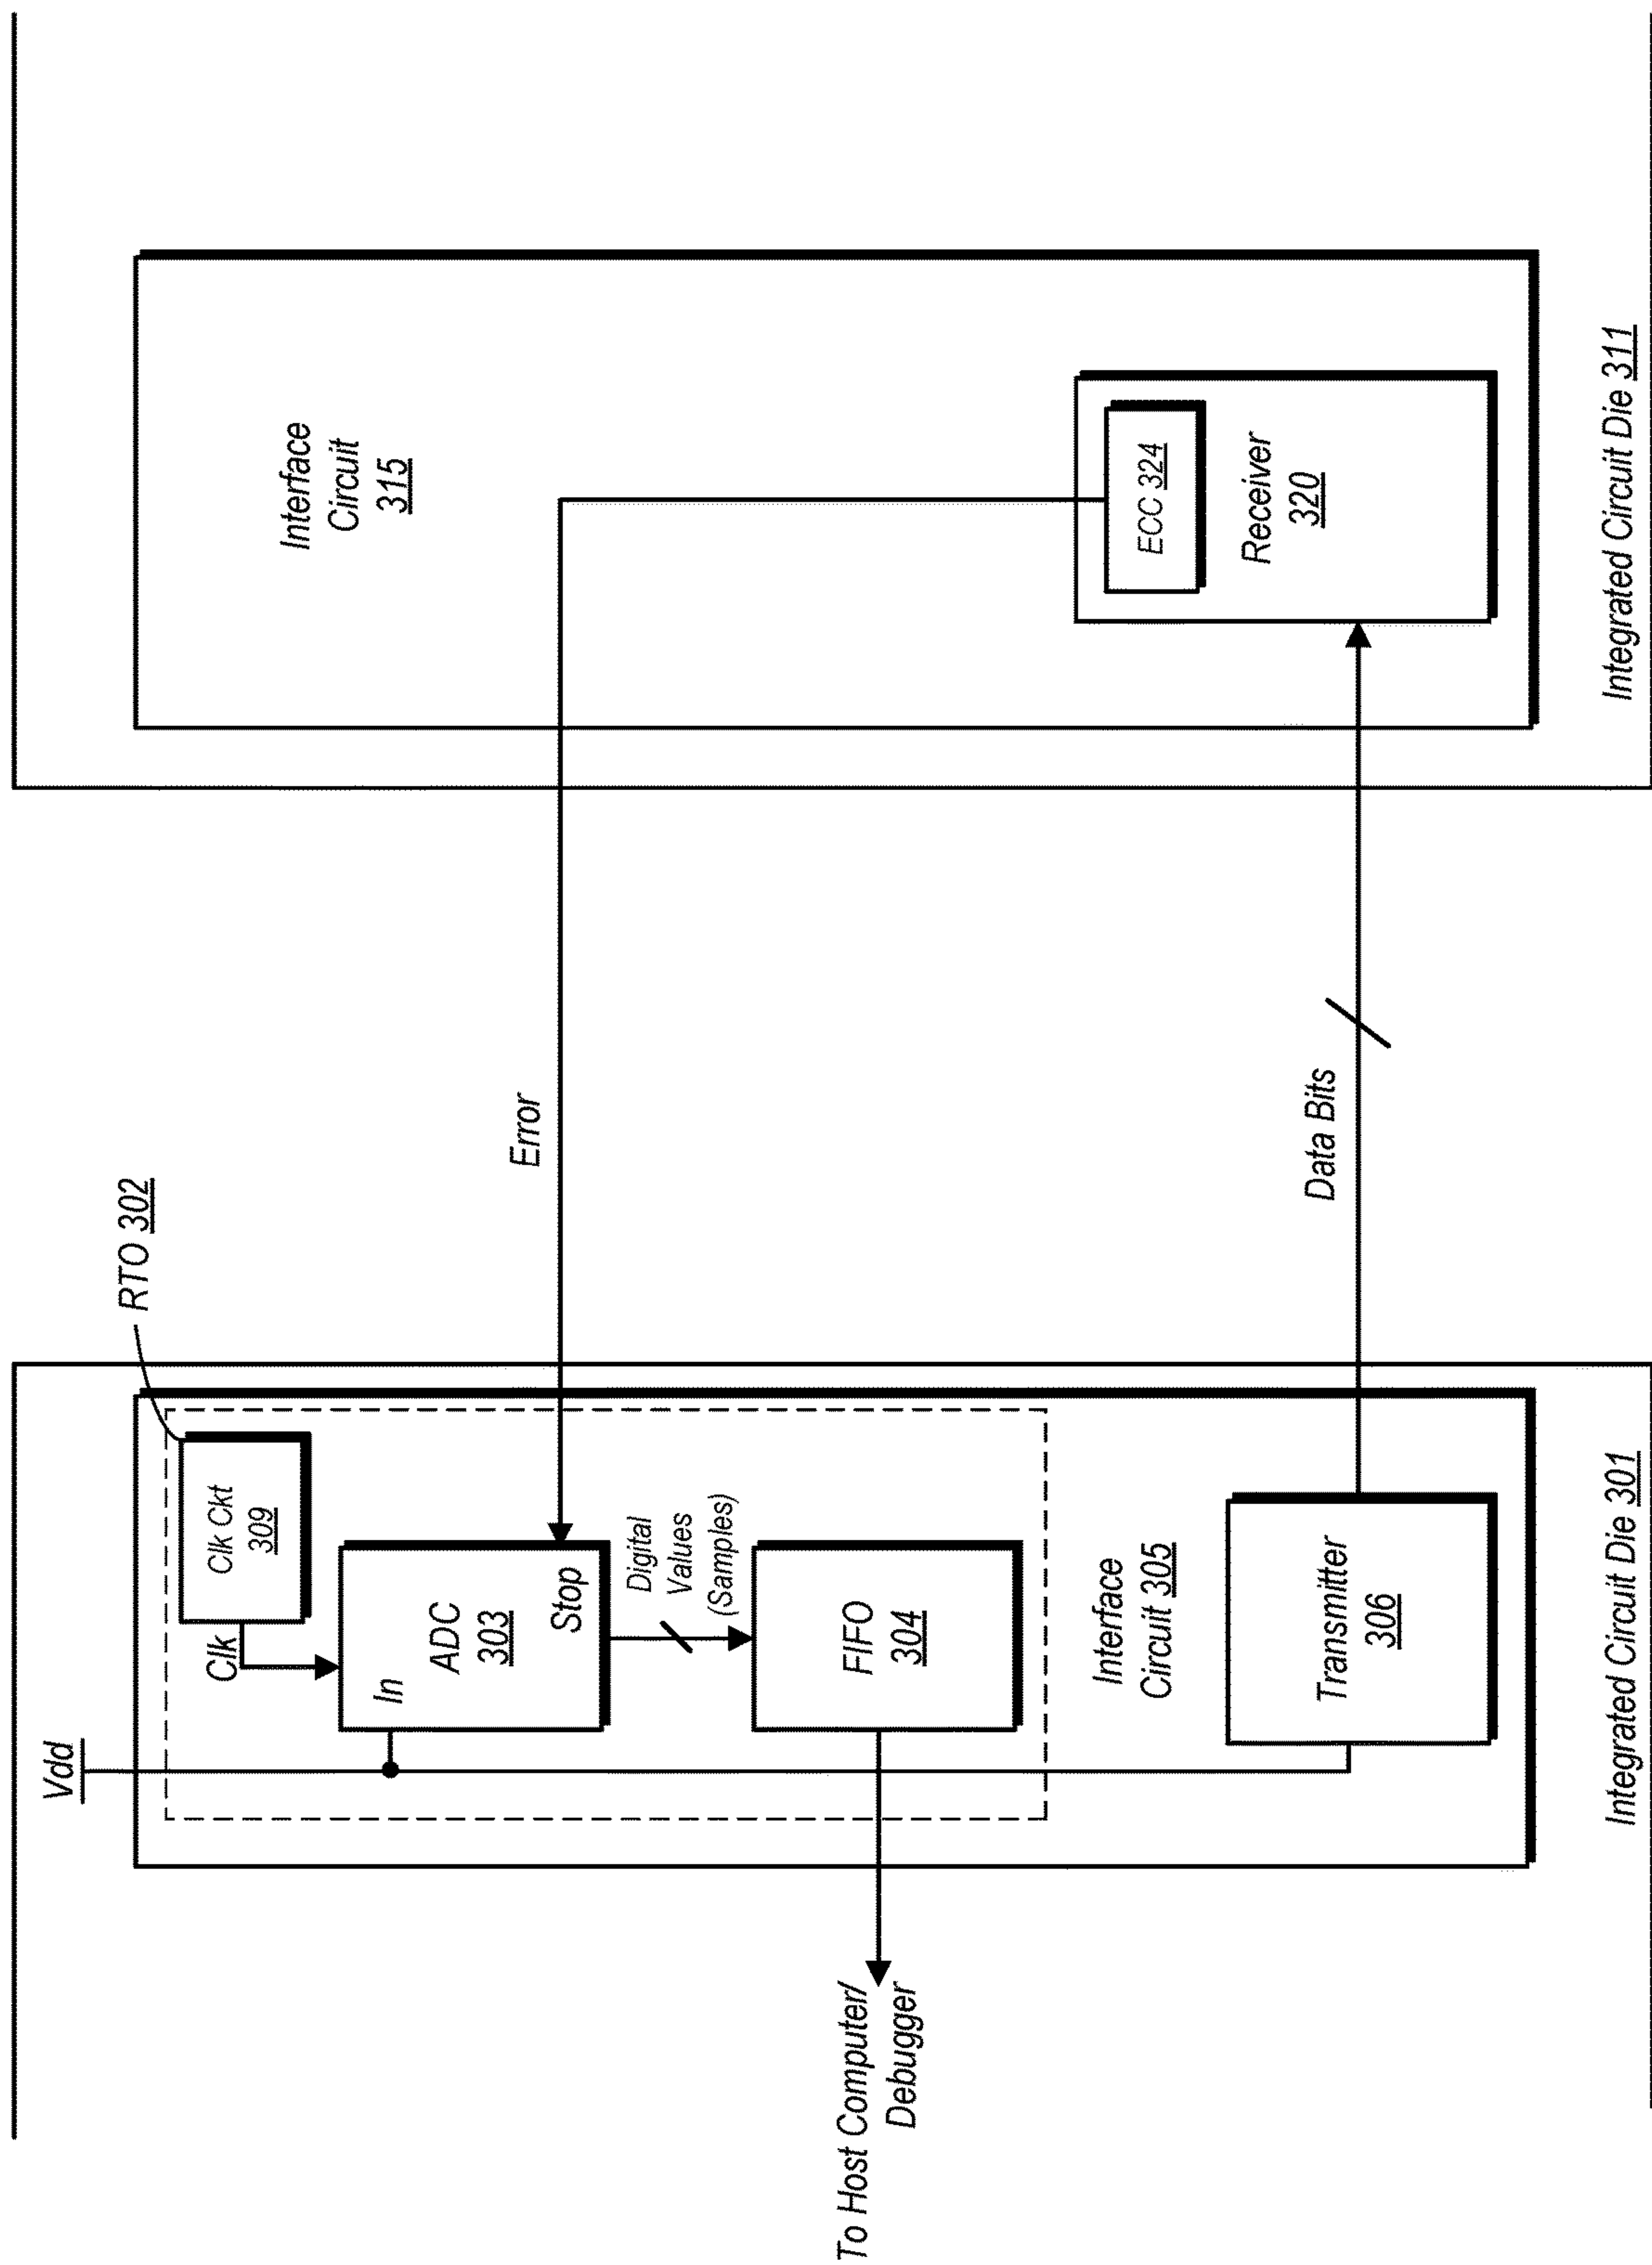 Vdd
RTO 302
Clk Ckt
309
Clk
In
ADC
303
Stop
Error
Digital
Values
(Samples)
FIFO
304
To Host Computer/
Debugger
Interface
Circuit 305
Transmitter
306
Data Bits
Integrated Circuit Die 301
Interface
Circuit
315
ECC 324
Receiver
320
Integrated Circuit Die 311